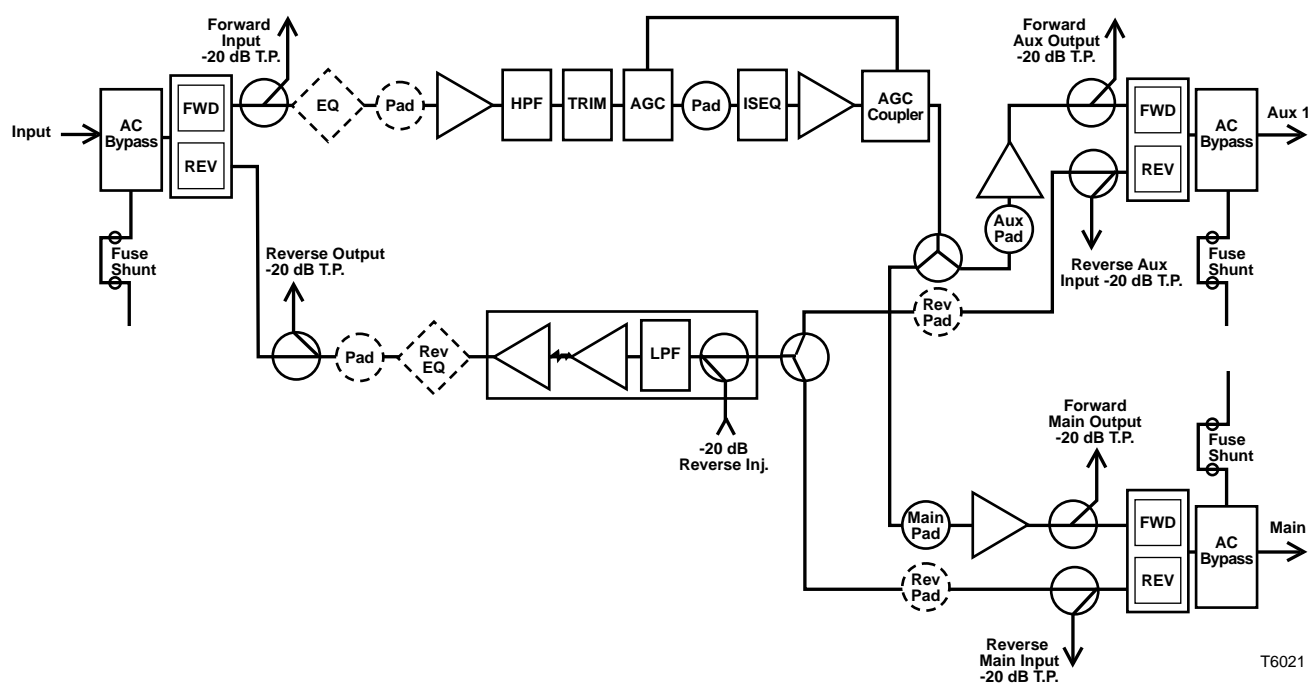 Forward
Input
-20 dB T.P.
Forward
Aux Output
-20 dB T.P.
Input
AC
Bypass
FWD
REV
EQ
Pad
HPF
TRIM
AGC
Pad
ISEQ
AGC
Coupler
FWD
REV
AC
Bypass
Aux 1
Aux
Pad
Fuse
Shunt
Reverse Output
-20 dB T.P.
Reverse Aux
Input -20 dB T.P.
Fuse
Shunt
Rev
Pad
Pad
Rev
EQ
LPF
-20 dB
Reverse Inj.
Forward
Main Output
-20 dB T.P.
Fuse
Shunt
Main
Pad
FWD
REV
AC
Bypass
Main
Rev
Pad
Reverse
Main Input
-20 dB T.P.
T6021